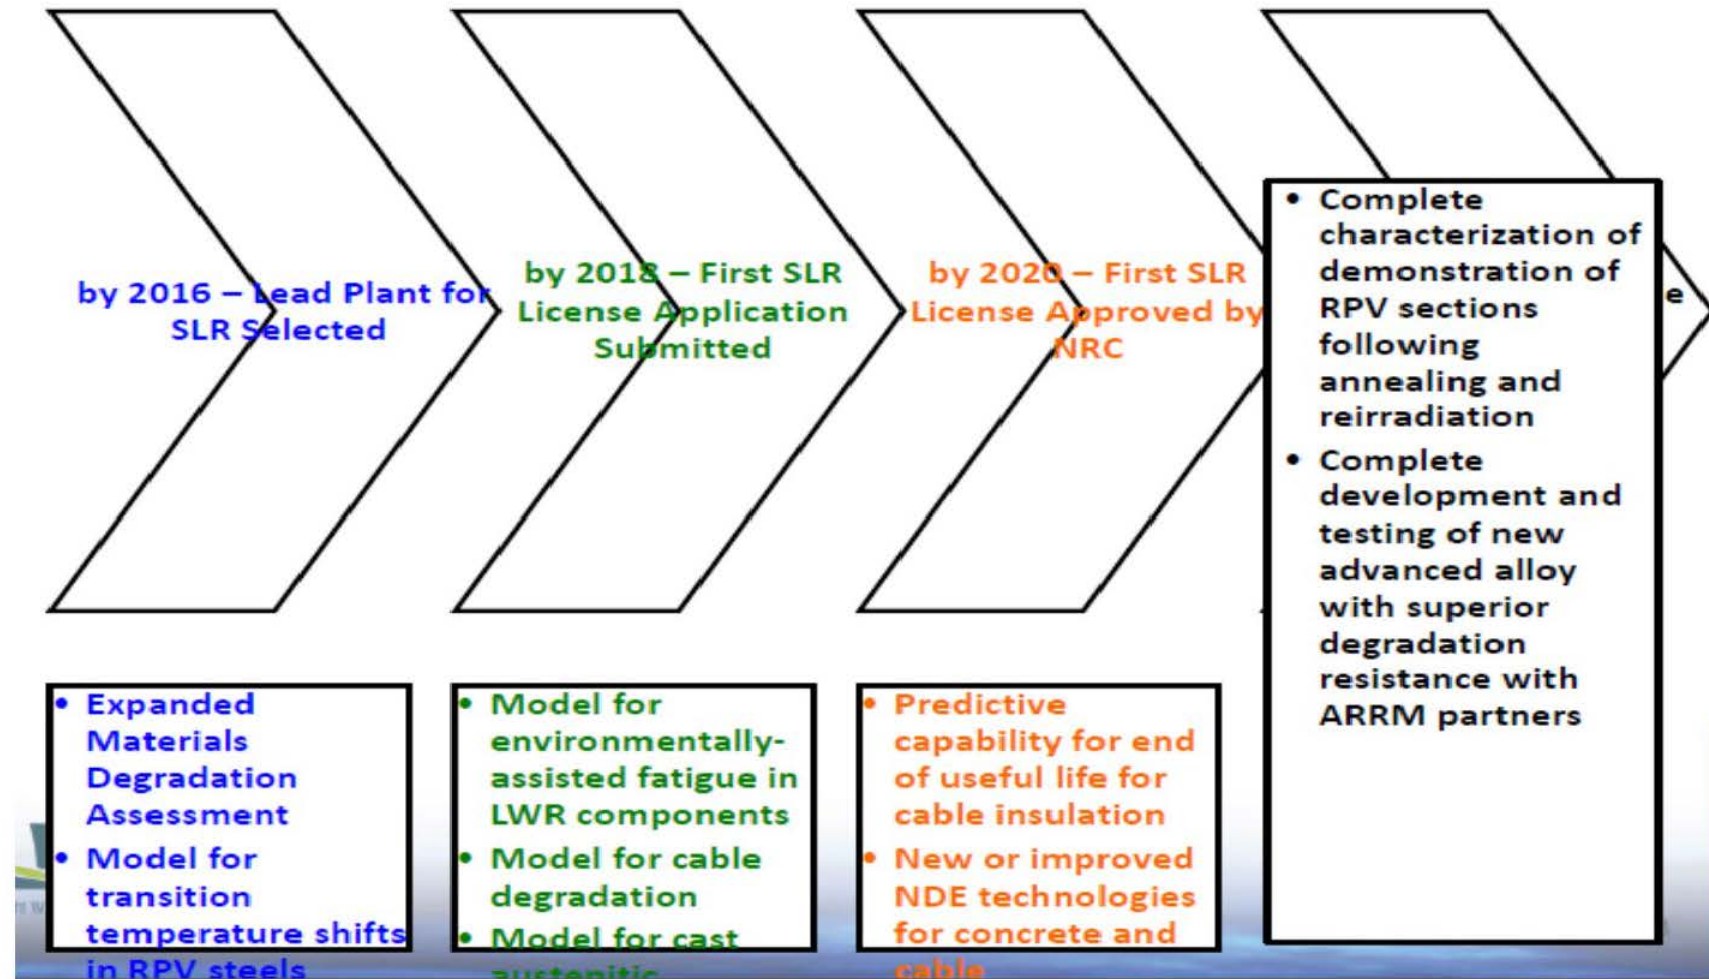 by 2016 – Lead Plant for
SLR Selected
by 2018 – First SLR
License Application
Submitted
by 2020 – First SLR
License Approved by
NRC
e
• Complete
characterization of
demonstration of
RPV sections
following
annealing and
reirradiation
• Complete
development and
testing of new
advanced alloy
with superior
degradation
resistance with
ARRM partners
• Expanded
Materials
Degradation
Assessment
• Model for
transition
temperature shifts
in RPV steels
• Model for
environmentally-
assisted fatigue in
LWR components
• Model for cable
degradation
• Model for cast
austenitic
• Predictive
capability for end
of useful life for
cable insulation
• New or improved
NDE technologies
for concrete and
cable